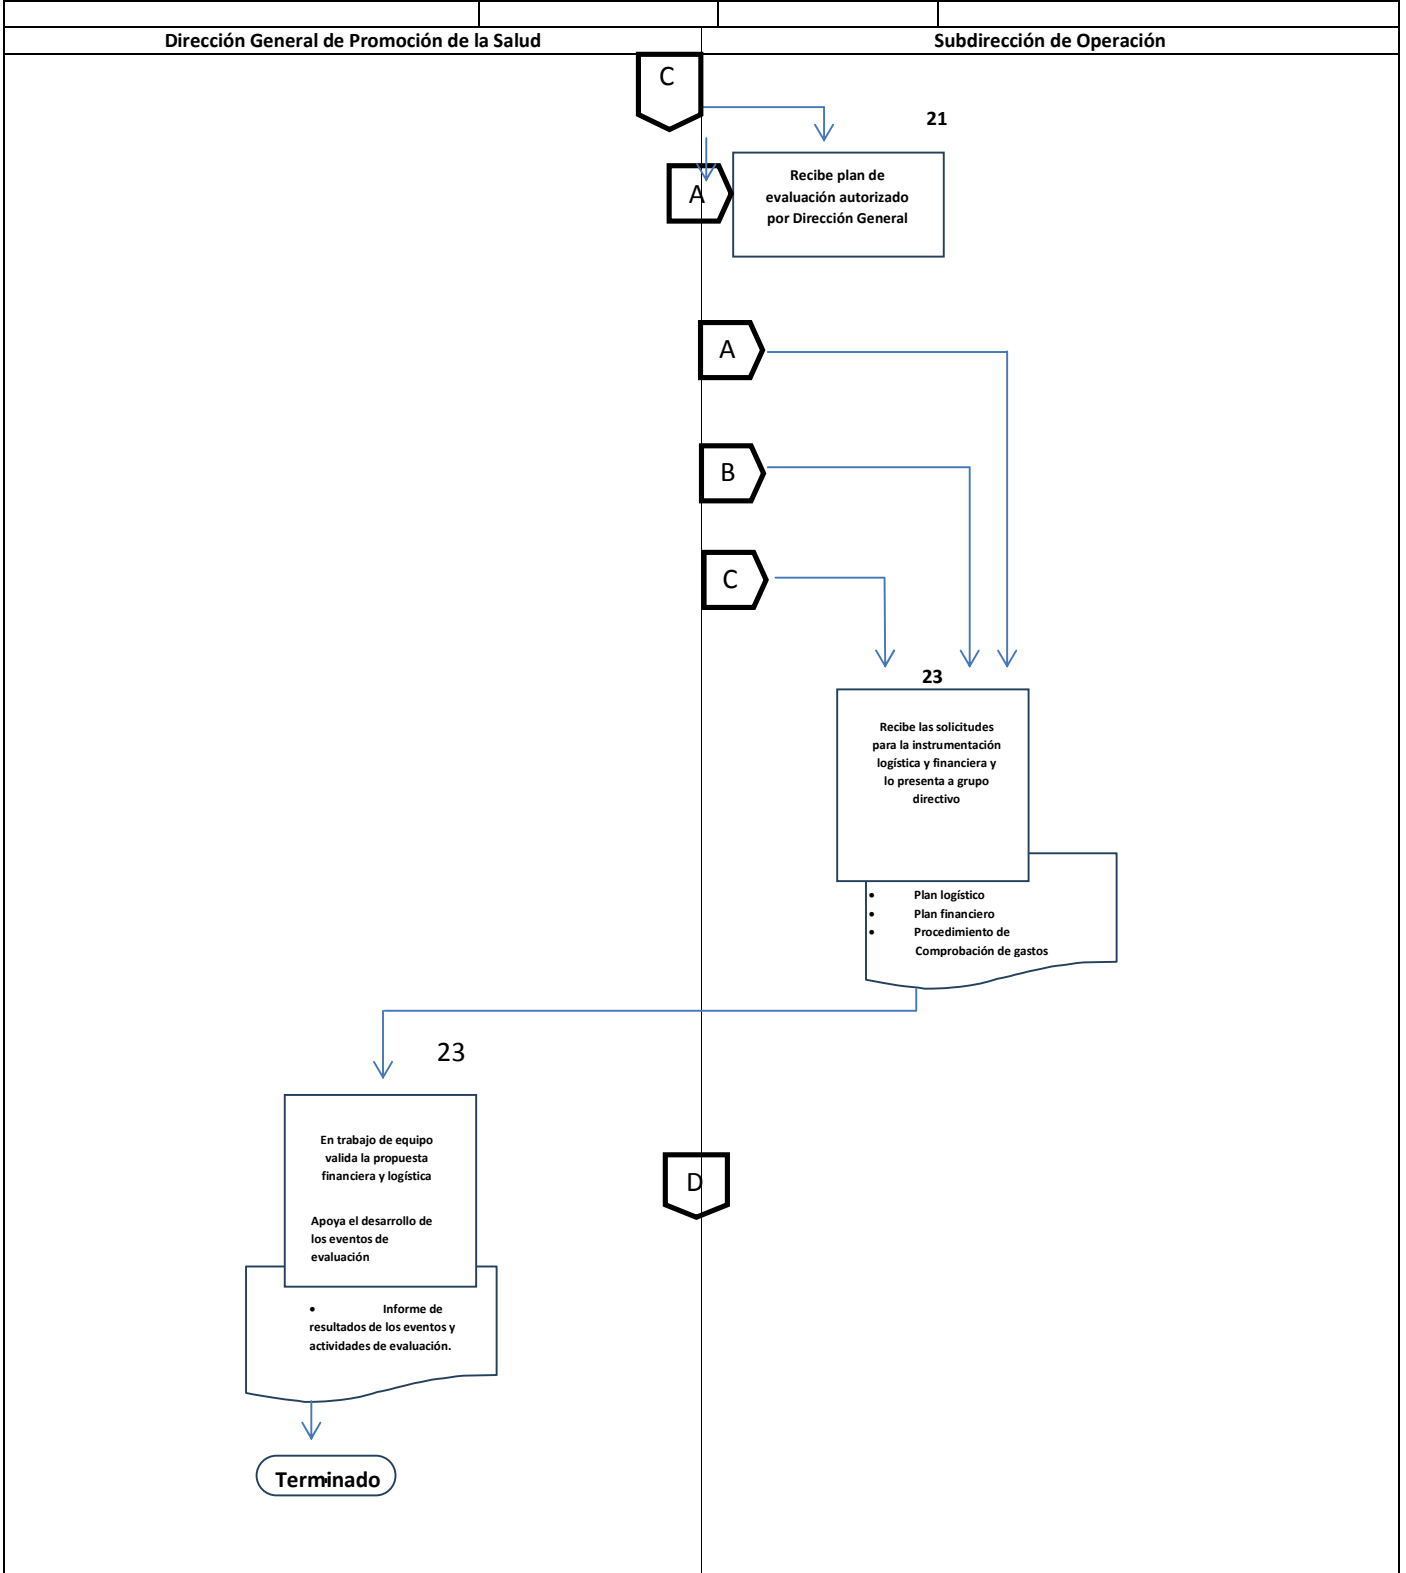 Dirección General de Promoción de la Salud
Subdirección de Operación
C
21
A
Recibe plan de
evaluación autorizado
por Dirección General
A
B
C
23
Recibe las solicitudes
para la instrumentación
logística y financiera y
lo presenta a grupo
directivo
• Plan logístico
• Plan financiero
• Procedimiento de
Comprobación de gastos
23
En trabajo de equipo
valida la propuesta
financiera y logística
Apoya el desarrollo de
los eventos de
evaluación
D
• Informe de
resultados de los eventos y
actividades de evaluación.
Terminado